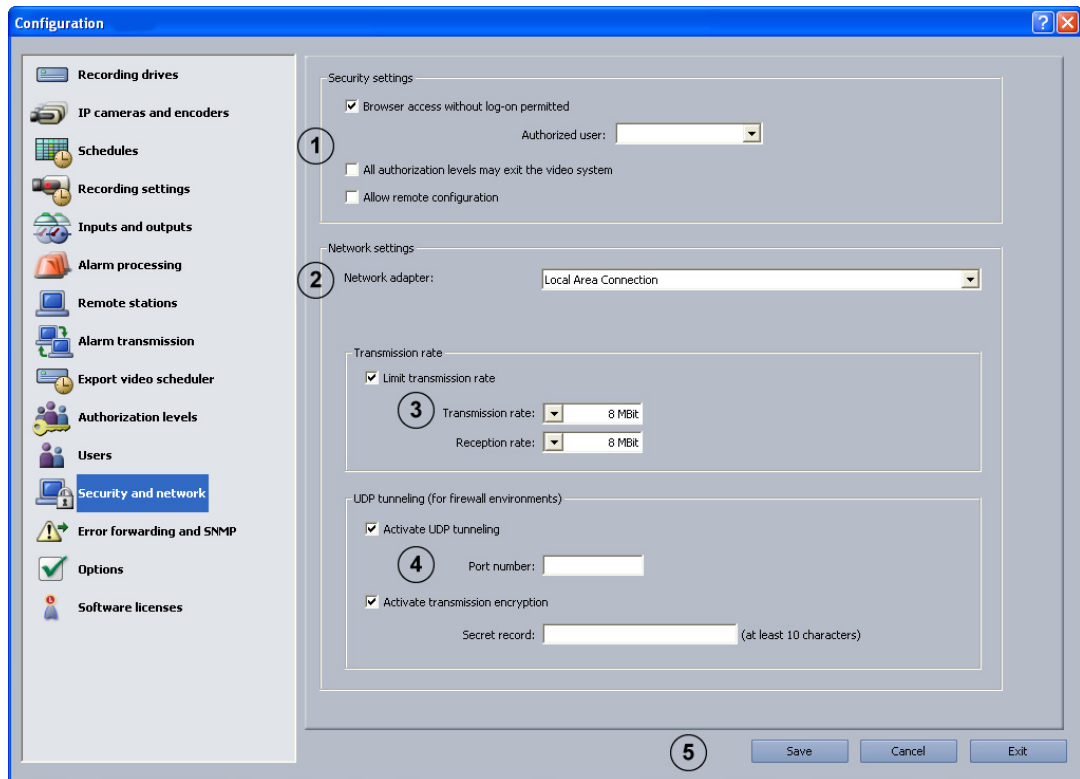 Configuration
Recording drives
IP cameras and encoders
Schedules
Recording settings
Inputs and outputs
Alarm processing
Remote stations
Alarm transmission
Export video scheduler
Authorization levels
Users
Security and network
Error forwarding and SNMP
Options
Software licenses
Security settings
Browser access without log-on permitted
1
Authorized user:
All authorization levels may exit the video system
Allow remote configuration
Network settings
2 Network adapter: Local Area Connection
Transmission rate
Limit transmission rate
3 Transmission rate: 8 MBit
Reception rate: 8 MBit
UDP tunneling (for firewall environments)
Activate UDP tunneling
4 Port number:
Activate transmission encryption
Secret record: (at least 10 characters)
5 Save Cancel Exit